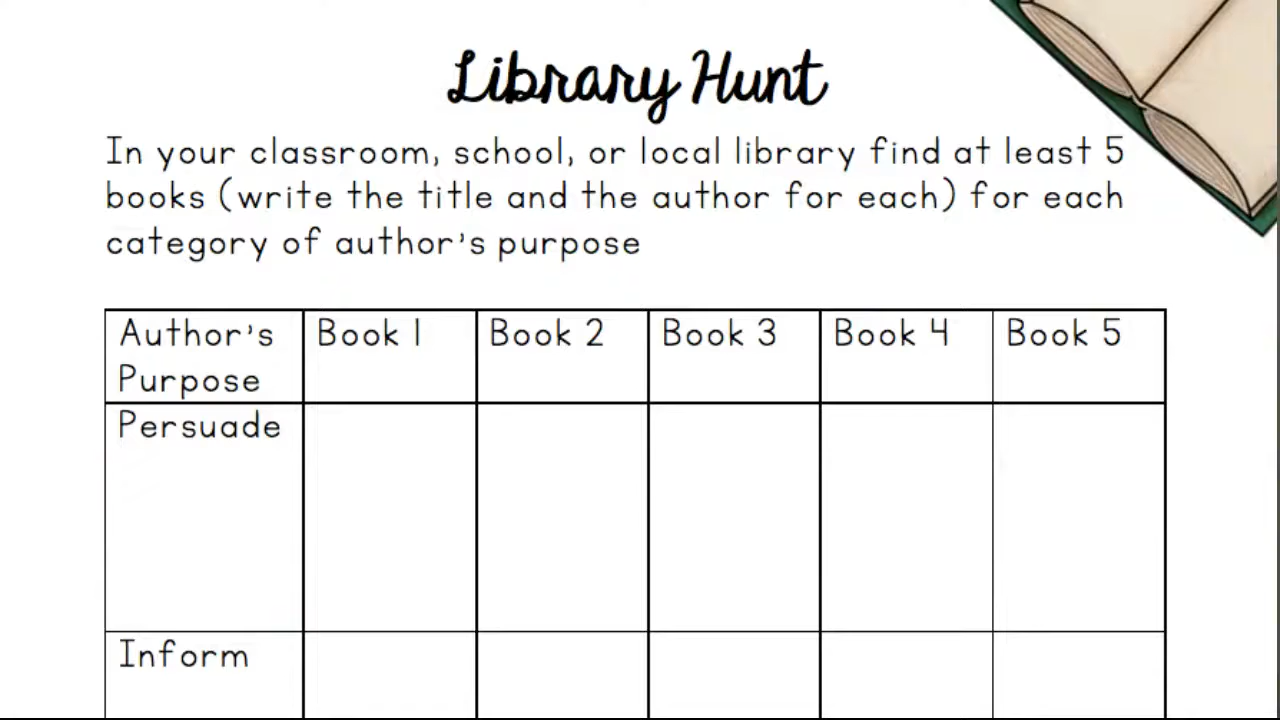 Library Hunt
In your classroom, school, or local library find at least 5
books (write the title and the author for each) for each
category of author's purpose
Author's Purpose
Book 1
Book 2
Book 3
Book 4
Book 5
Persuade
Inform